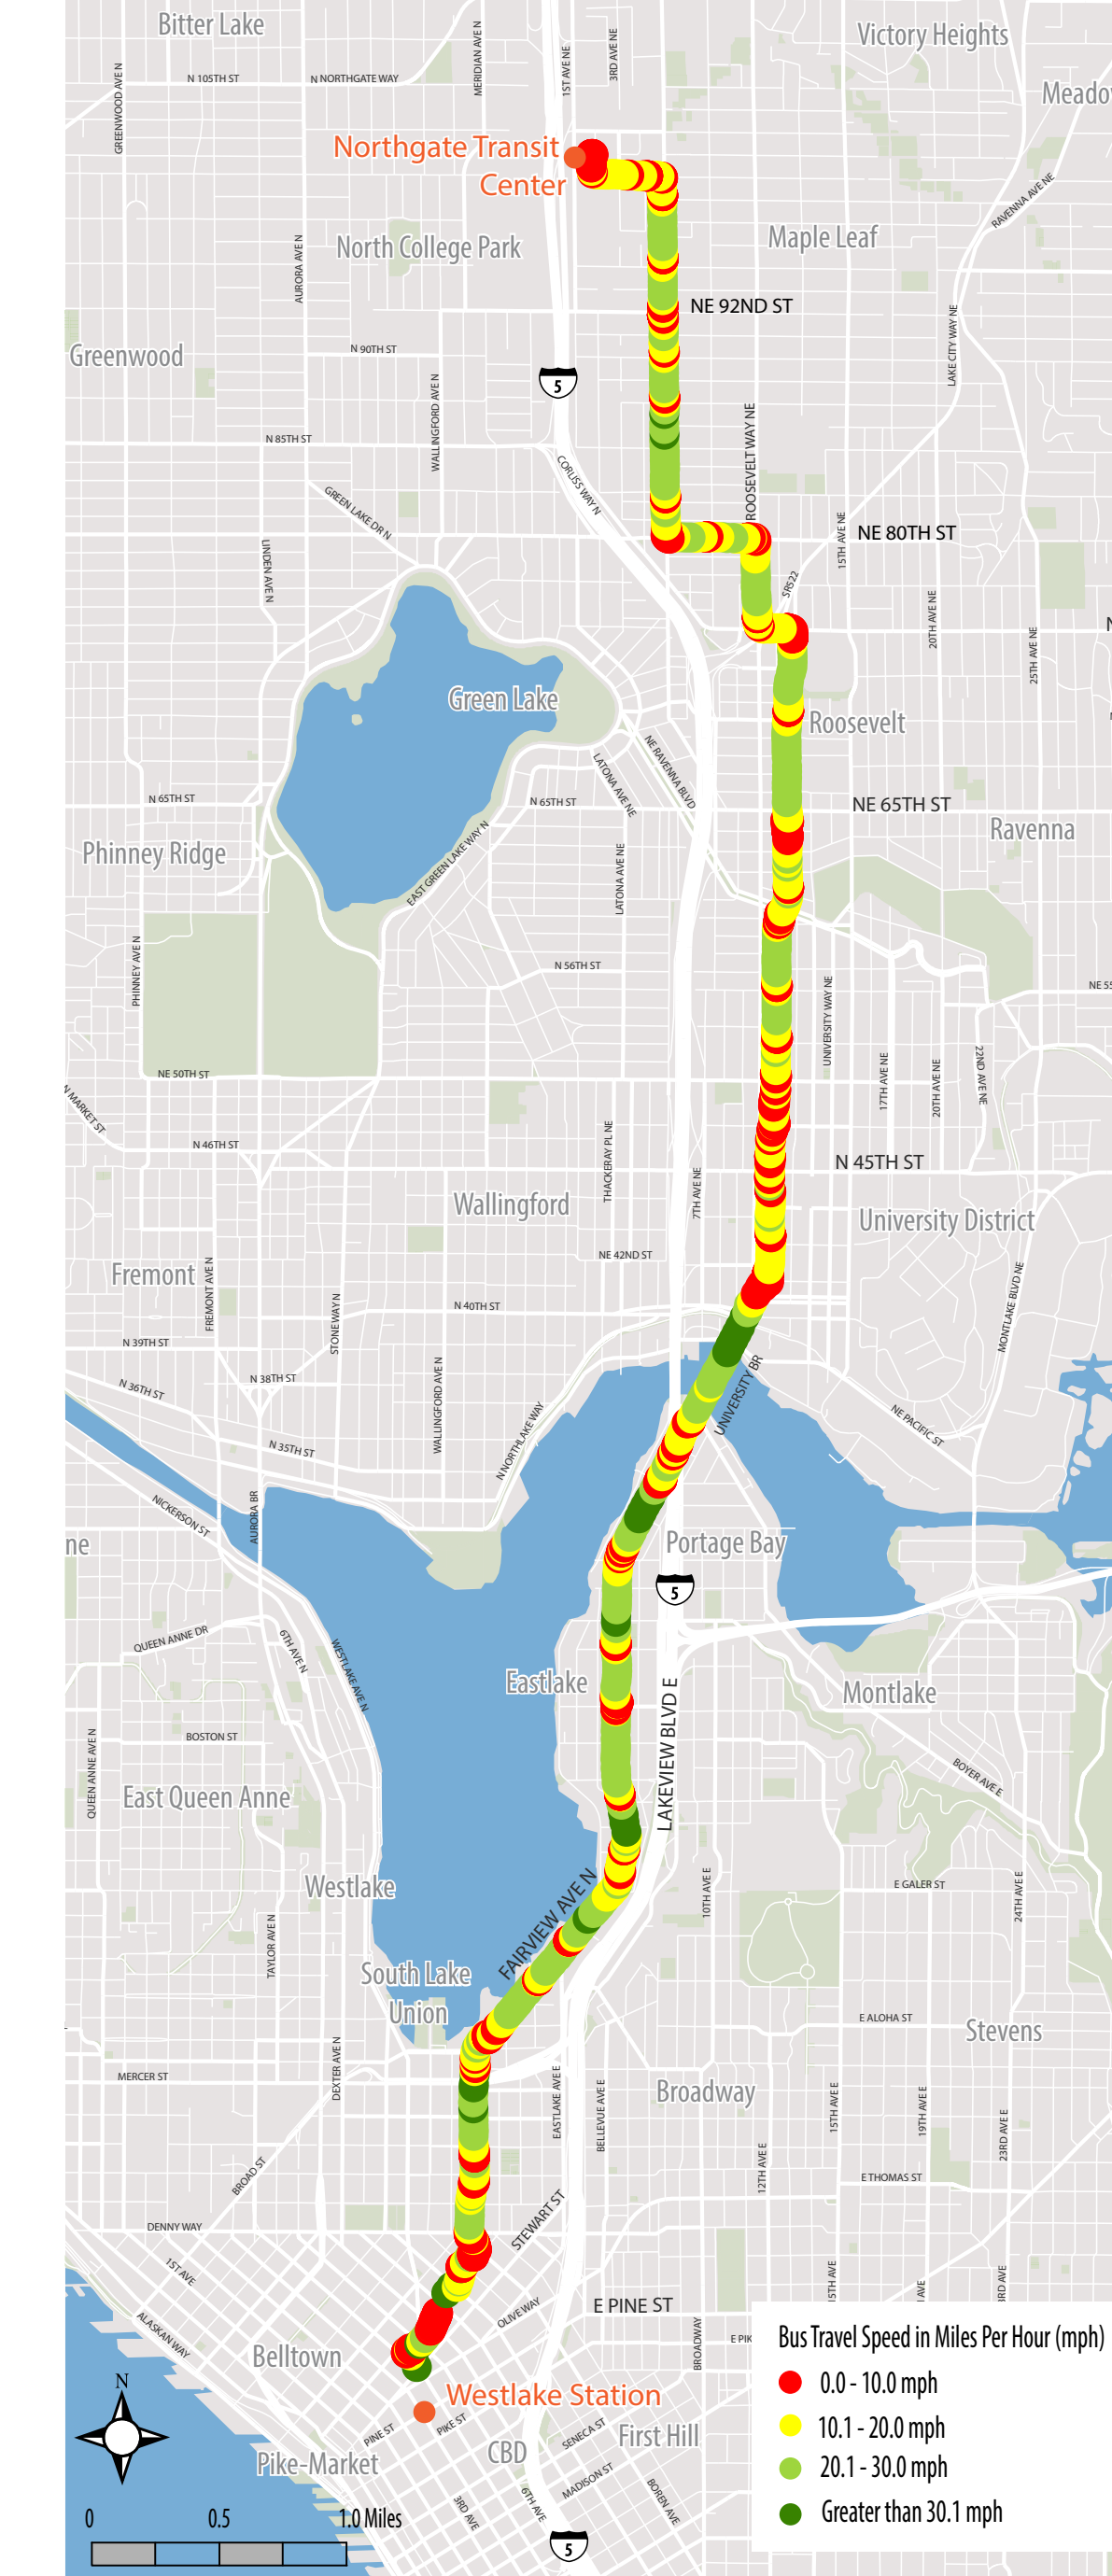 Bitter Lake
Victory Heights
MERIDIAN AVE N
1ST AVE NE
3RD AVE NE
N 105TH ST
N NORTHGATE WAY
GREENWOOD AVE N
Meado
Northgate Transit
Center
RAVENNA AVE NE
North College Park
Maple Leaf
AURORA AVE N
NE 92ND ST
LAKE CITY WAY NE
Greenwood
N 90TH ST
5
WALLINGFORD AVE N
ROOSEVELT WAY NE
N 85TH ST
CORLISS WAY N
GREEN LAKE DR N
15TH AVE NE
NE 80TH ST
LINDEN AVE N
SR522
20TH AVE NE
25TH AVE NE
N
Green Lake
Roosevelt
NE RAVENNA BLVD
LATONA AVE NE
N 65TH ST
N 65TH ST
NE 65TH ST
Ravenna
Phinney Ridge
EAST GREEN LAKE WAY N
LATONA AVE NE
PHINNEY AVE N
N 56TH ST
UNIVERSITY WAY NE
NE 55
NE 50TH ST
17TH AVE NE
20TH AVE NE
22ND AVE NE
N MARKET ST
N 46TH ST
THACKERAY PL NE
N 45TH ST
7TH AVE NE
Wallingford
University District
NE 42ND ST
Fremont
FREMONT AVE N
MONTLAKE BLVD NE
STONE WAY N
N 40TH ST
N 39TH ST
N 38TH ST
N 36TH ST
WALLINGFORD AVE N
UNIVERSITY BR
N NORTHLAKE WAY
NE PACIFIC ST
N 35TH ST
NICKERSON ST
AURORA BR
ne
Portage Bay
5
QUEEN ANNE DR
6TH AVE N
WESTLAKE AVE N
Eastlake
LAKEVIEW BLVD E
Montlake
BOSTON ST
QUEEN ANNE AVE N
BOYER AVE E
East Queen Anne
Westlake
FAIRVIEW AVE N
10TH AVE E
E GALER ST
24TH AVE E
TAYLOR AVE N
South Lake
Union
E ALOHA ST
Stevens
DEXTER AVE N
MERCER ST
EASTLAKE AVE E
BELLEVUE AVE E
Broadway
15TH AVE E
19TH AVE E
23RD AVE E
12TH AVE E
BROAD ST
E THOMAS ST
STEWART ST
DENNY WAY
1ST AVE
15TH AVE
AVE
3RD AVE
OLIVE WAY
E PINE ST
ALASKAN WAY
BROADWAY
E PIK
Belltown
N
Westlake Station
PINE ST
PIKE ST
SENECA ST
First Hill
CBD
Pike-Market
MADISON ST
BOREN AVE
3RD AVE
6TH AVE
5
0 0.5 1.0 Miles
Bus Travel Speed in Miles Per Hour (mph)
0.0 - 10.0 mph
10.1 - 20.0 mph
20.1 - 30.0 mph
Greater than 30.1 mph